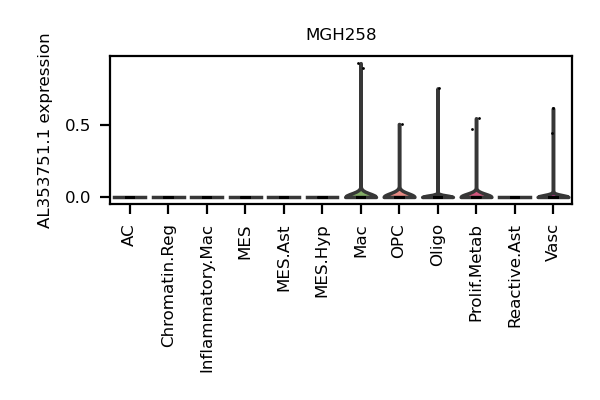 MGH258
AL353751.1 expression
0.5
0.0
AC
Chromatin.Reg
Inflammatory.Mac
MES
MES.Ast
MES.Hyp
Mac
OPC
Oligo
Prolif.Metab
Reactive.Ast
Vasc